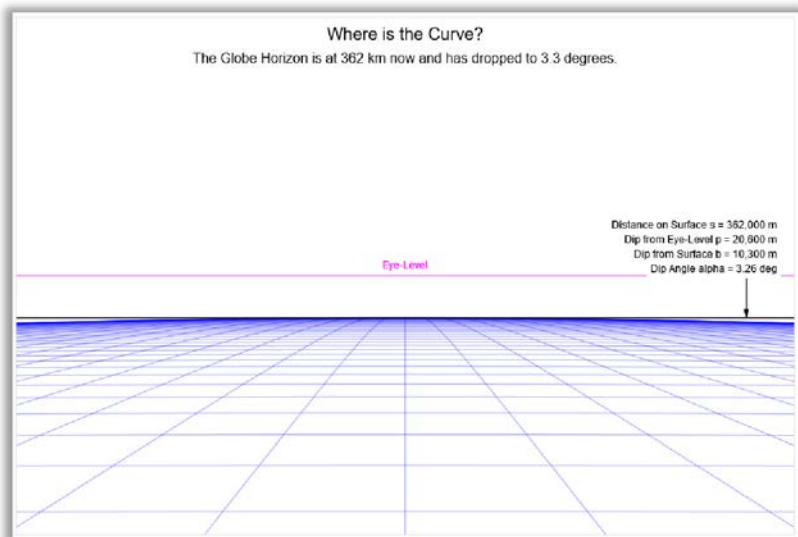 Where is the Curve?
The Globe Horizon is at 362 km now and has dropped to 3.3 degrees.
Distance on Surface s = 362,000 m
Dip from Eye-Level p = 20,600 m
Dip from Surface b = 10,300 m
Dip Angle alpha = 3.26 deg
Eye-Level